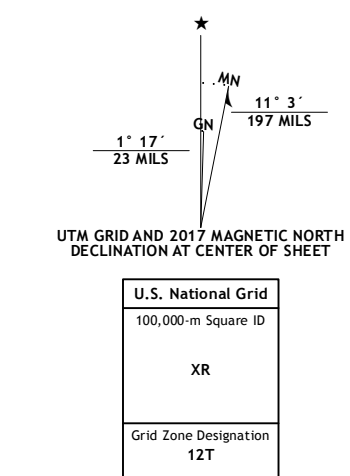 ★
MN
GN
11° 3´
197 MILS
1° 17´
23 MILS
UTM GRID AND 2017 MAGNETIC NORTH
DECLINATION AT CENTER OF SHEET
U.S. National Grid
100,000-m Square ID
XR
Grid Zone Designation
12T